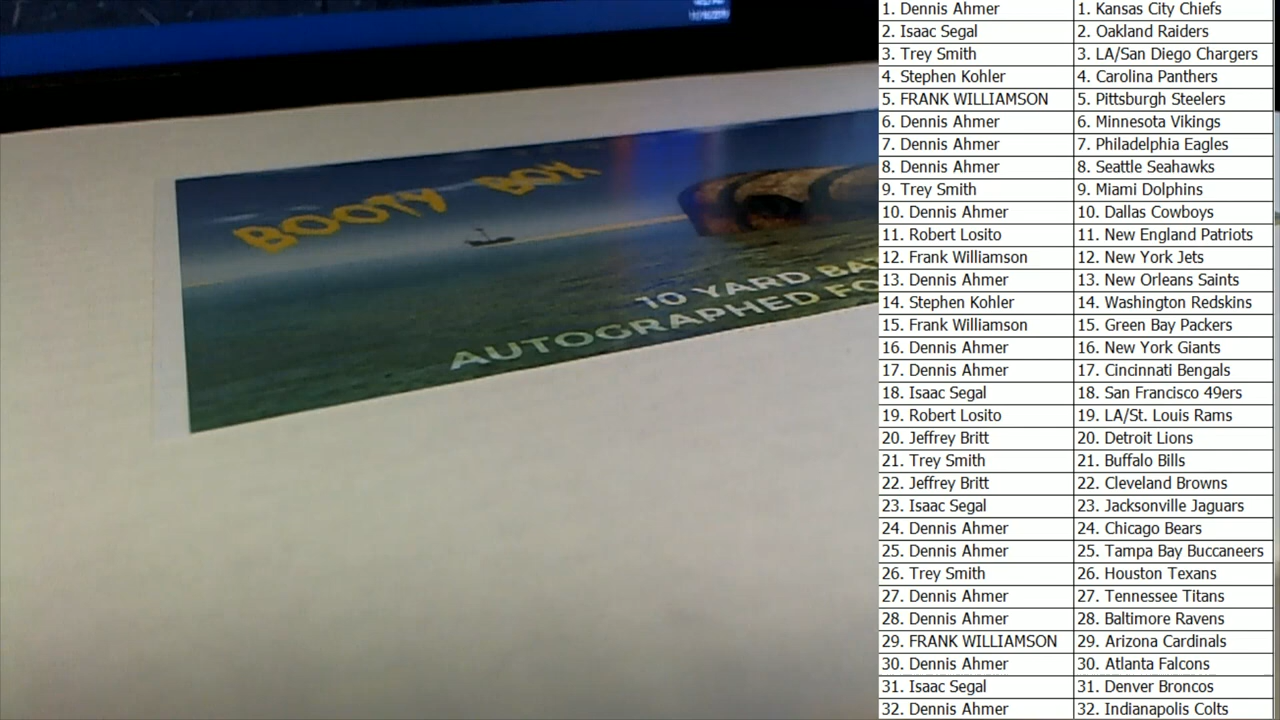 BOOTY BOX
10 YARD
AUTOGRAPHED
1. Dennis Ahmer 1. Kansas City Chiefs
2. Isaac Segal 2. Oakland Raiders
3. Trey Smith 3. LA/San Diego Chargers
4. Stephen Kohler 4. Carolina Panthers
5. FRANK WILLIAMSON 5. Pittsburgh Steelers
6. Dennis Ahmer 6. Minnesota Vikings
7. Dennis Ahmer 7. Philadelphia Eagles
8. Dennis Ahmer 8. Seattle Seahawks
9. Trey Smith 9. Miami Dolphins
10. Dennis Ahmer 10. Dallas Cowboys
11. Robert Losito 11. New England Patriots
12. Frank Williamson 12. New York Jets
13. Dennis Ahmer 13. New Orleans Saints
14. Stephen Kohler 14. Washington Redskins
15. Frank Williamson 15. Green Bay Packers
16. Dennis Ahmer 16. New York Giants
17. Dennis Ahmer 17. Cincinnati Bengals
18. Isaac Segal 18. San Francisco 49ers
19. Robert Losito 19. LA/St. Louis Rams
20. Jeffrey Britt 20. Detroit Lions
21. Trey Smith 21. Buffalo Bills
22. Jeffrey Britt 22. Cleveland Browns
23. Isaac Segal 23. Jacksonville Jaguars
24. Dennis Ahmer 24. Chicago Bears
25. Dennis Ahmer 25. Tampa Bay Buccaneers
26. Trey Smith 26. Houston Texans
27. Dennis Ahmer 27. Tennessee Titans
28. Dennis Ahmer 28. Baltimore Ravens
29. FRANK WILLIAMSON 29. Arizona Cardinals
30. Dennis Ahmer 30. Atlanta Falcons
31. Isaac Segal 31. Denver Broncos
32. Dennis Ahmer 32. Indianapolis Colts